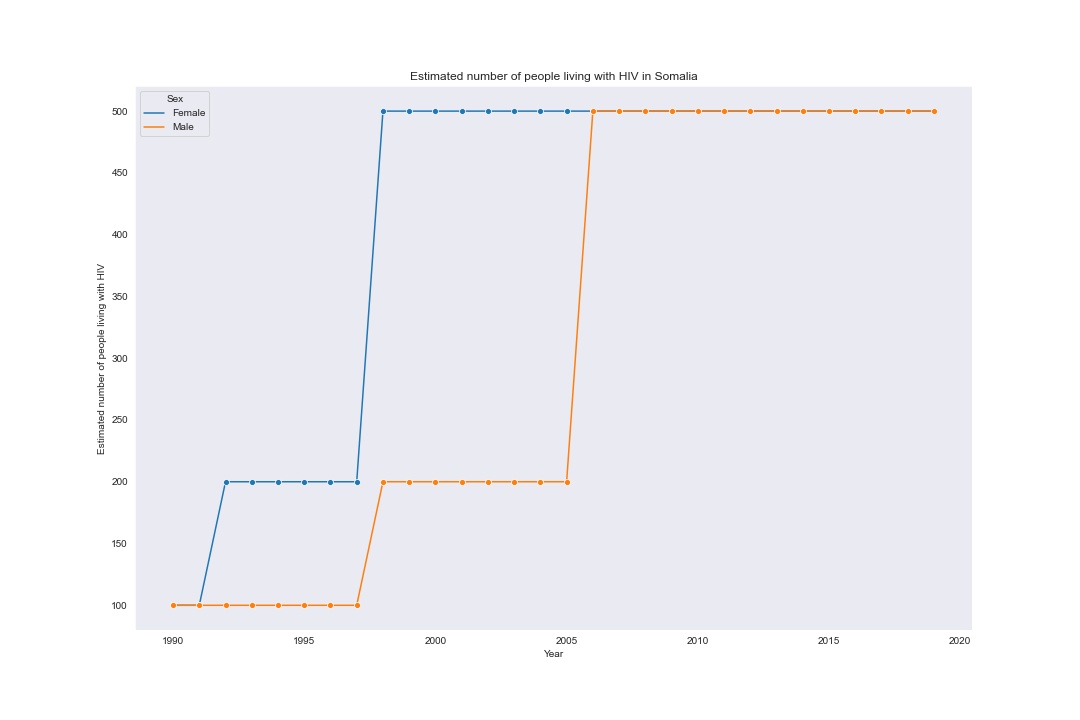 Estimated number of people living with HIV in Somalia
Sex
Female
Male
Estimated number of people living with HIV
500
450
400
350
300
250
200
150
100
1990 1995 2000 2005 2010 2015 2020
Year